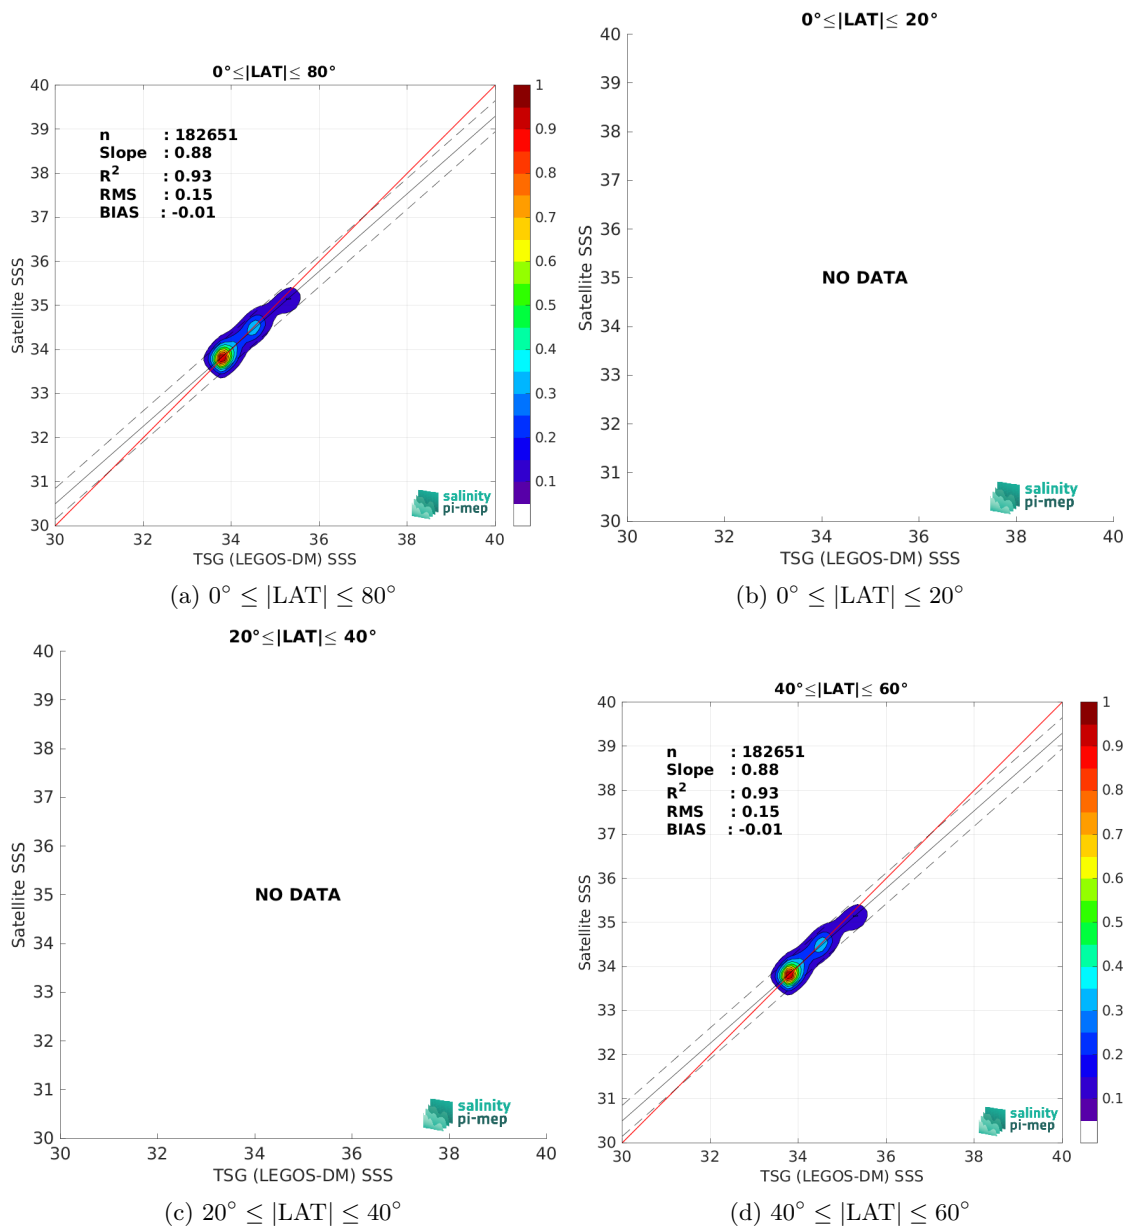 0°≤|LAT|≤ 80°
40
39
38
37
36
35
34
33
32
31
30
Satellite SSS
n : 182651
Slope : 0.88
R² : 0.93
RMS : 0.15
BIAS : -0.01
salinity
pi-mep
30 32 34 36 38 40
TSG (LEGOS-DM) SSS
1
0.9
0.8
0.7
0.6
0.5
0.4
0.3
0.2
0.1
(a) 0° ≤ |LAT| ≤ 80°
0°≤|LAT|≤ 20°
40
39
38
37
36
35
34
33
32
31
30
Satellite SSS
NO DATA
salinity
pi-mep
30 32 34 36 38 40
TSG (LEGOS-DM) SSS
(b) 0° ≤ |LAT| ≤ 20°
20°≤|LAT|≤ 40°
40
39
38
37
36
35
34
33
32
31
30
Satellite SSS
NO DATA
salinity
pi-mep
30 32 34 36 38 40
TSG (LEGOS-DM) SSS
(c) 20° ≤ |LAT| ≤ 40°
40°≤|LAT|≤ 60°
40
39
38
37
36
35
34
33
32
31
30
Satellite SSS
n : 182651
Slope : 0.88
R² : 0.93
RMS : 0.15
BIAS : -0.01
salinity
pi-mep
30 32 34 36 38 40
TSG (LEGOS-DM) SSS
1
0.9
0.8
0.7
0.6
0.5
0.4
0.3
0.2
0.1
(d) 40° ≤ |LAT| ≤ 60°